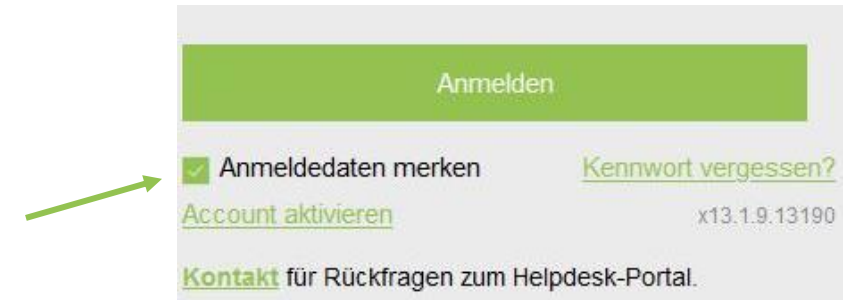 Anmelden
Anmeldedaten merken Kennwort vergessen?
Account aktivieren x13.1.9.13190
Kontakt für Rückfragen zum Helpdesk-Portal.